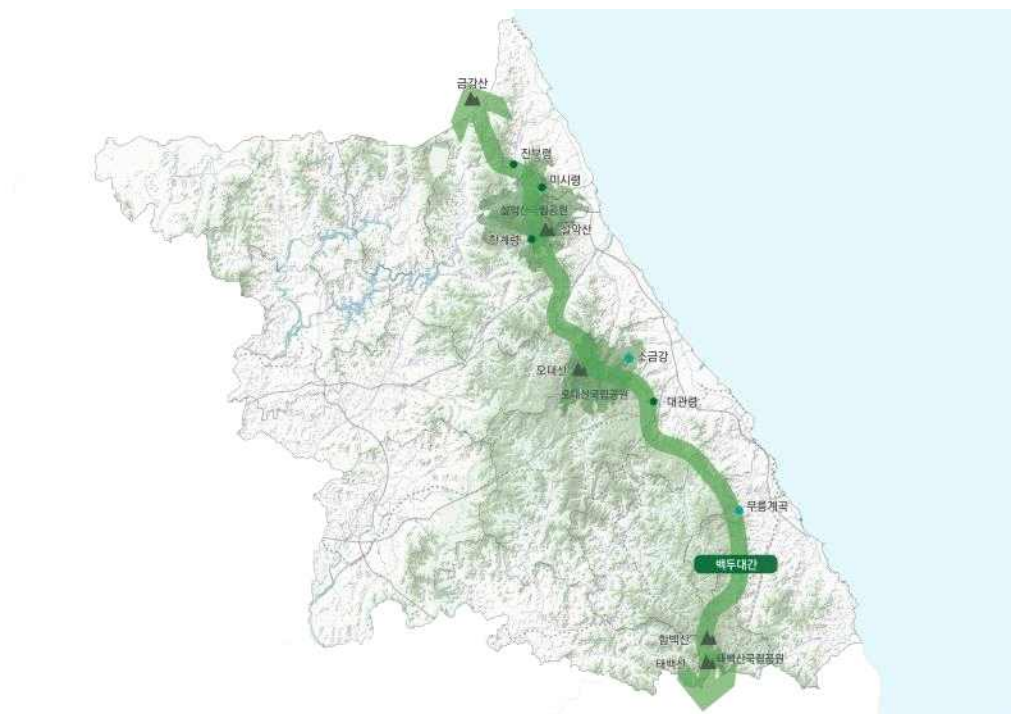 금강산
진부령
미시령
설악산국립공원
설악산
한계령
소금강
오대산
오대산국립공원
대관령
무릉계곡
백두대간
함백산
태백산국립공원
태백산